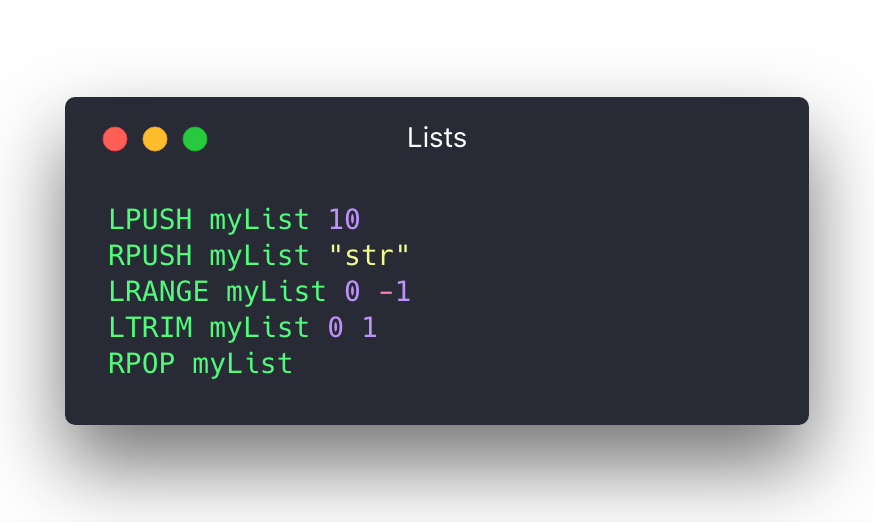 Lists
LPUSH myList 10
RPUSH myList "str"
LRANGE myList 0 -1
LTRIM myList 0 1
RPOP myList